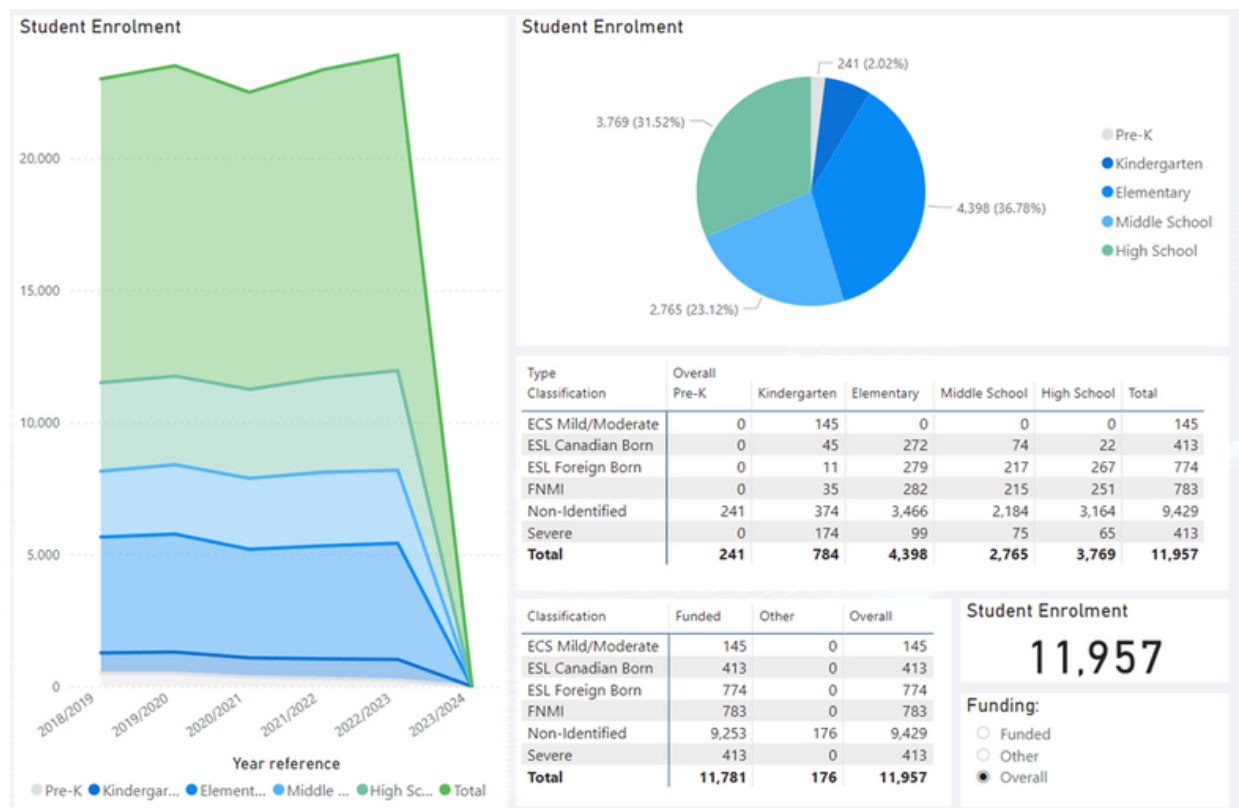 Student Enrolment
20,000
15,000
10,000
5,000
0
2018/2019
2019/2020
2020/2021
2021/2022
2022/2023
2023/2024
Year reference
Pre-K Kindergar... Element... Middle ... High Sc... Total
Student Enrolment
241 (2.02%)
3,769 (31.52%)
4,398 (36.78%)
2,765 (23.12%)
Pre-K
Kindergarten
Elementary
Middle School
High School
Type Overall
Classification Pre-K Kindergarten Elementary Middle School High School Total
ECS Mild/Moderate 0 145 0 0 0 145
ESL Canadian Born 0 45 272 74 22 413
ESL Foreign Born 0 11 279 217 267 774
FNMI 0 35 282 215 251 783
Non-Identified 241 374 3,466 2,184 3,164 9,429
Severe 0 174 99 75 65 413
Total 241 784 4,398 2,765 3,769 11,957
Classification Funded Other Overall
ECS Mild/Moderate 145 0 145
ESL Canadian Born 413 0 413
ESL Foreign Born 774 0 774
FNMI 783 0 783
Non-Identified 9,253 176 9,429
Severe 413 0 413
Total 11,781 176 11,957
Student Enrolment
11,957
Funding:
Funded
Other
Overall